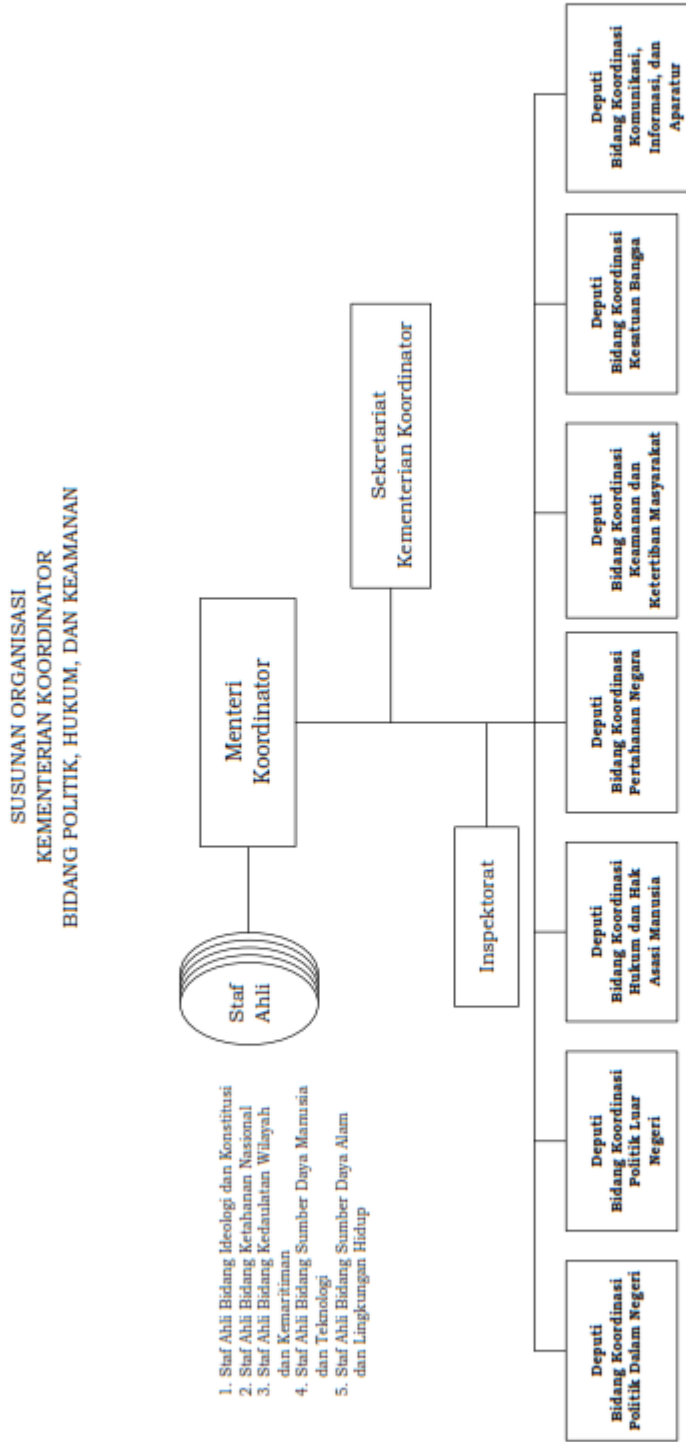 SUSUNAN ORGANISASI
KEMENTERIAN KOORDINATOR
BIDANG POLITIK, HUKUM, DAN KEAMANAN
Menteri
Koordinator
Staf
Ahli
1. Staf Ahli Bidang Ideologi dan Konstitusi
2. Staf Ahli Bidang Ketahanan Nasional
3. Staf Ahli Bidang Kedaulatan Wilayah
dan Kemaritiman
4. Staf Ahli Bidang Sumber Daya Manusia
dan Teknologi
5. Staf Ahli Bidang Sumber Daya Alam
dan Lingkungan Hidup
Sekretariat
Kementerian Koordinator
Inspektorat
Deputi
Bidang Koordinasi
Politik Dalam Negeri
Deputi
Bidang Koordinasi
Politik Luar
Negeri
Deputi
Bidang Koordinasi
Hukum dan Hak
Asasi Manusia
Deputi
Bidang Koordinasi
Pertahanan Negara
Deputi
Bidang Koordinasi
Keamanan dan
Ketertiban Masyarakat
Deputi
Bidang Koordinasi
Kesatuan Bangsa
Deputi
Bidang Koordinasi
Komunikasi,
Informasi, dan
Aparatur